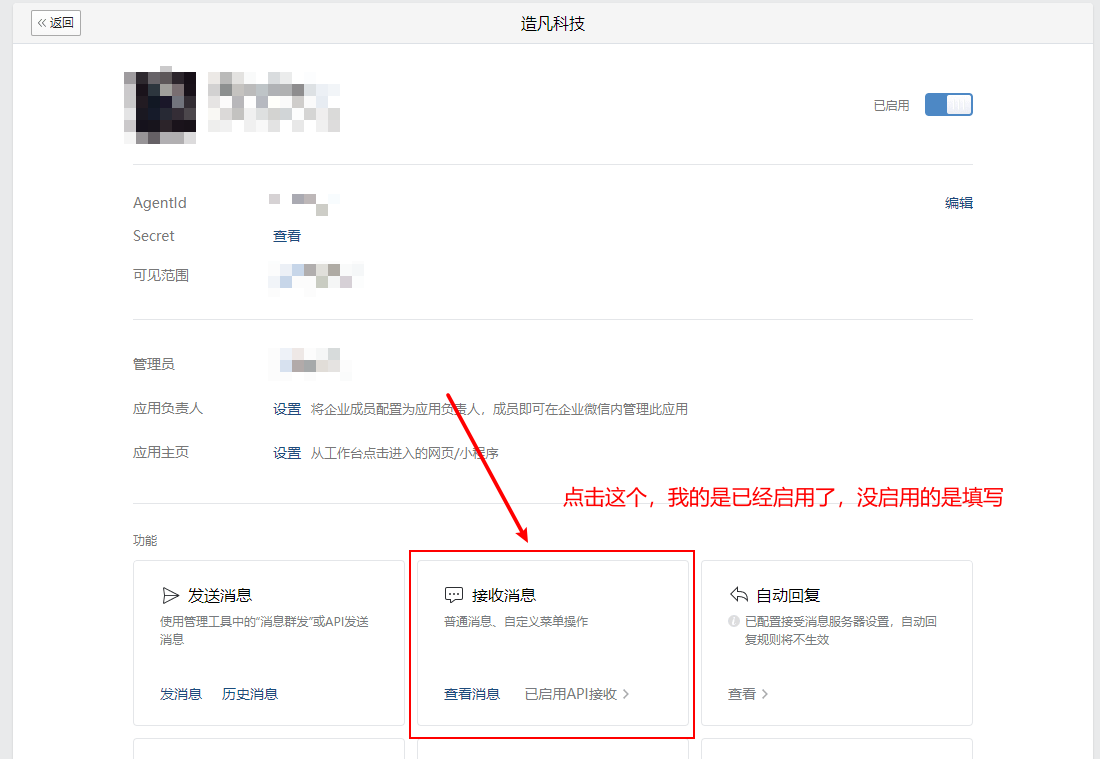 返回
造凡科技
已启用
AgentId
编辑
Secret
查看
可见范围
管理员
应用负责人
设置 将企业成员配置为应用负责人，成员即可在企业微信内管理此应用
应用主页
设置 从工作台点击进入的网页/小程序
点击这个，我的是已经启用了，没启用的是填写
功能
发送消息
使用管理工具中的“消息群发”或API发送
消息
发消息 历史消息
接收消息
普通消息、自定义菜单操作
查看消息 已启用API接收
自动回复
已配置接受消息服务器设置，自动回
复规则将不生效
查看